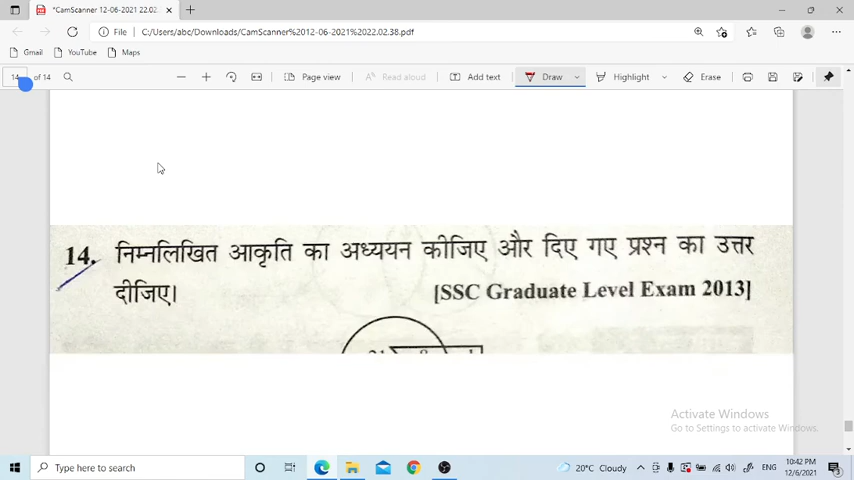 *CamScanner 12-06-2021 22.02
File C:/Users/abc/Downloads/CamScanner%2012-06-2021%2022.02.38.pdf
Gmail YouTube Maps
14 of 14 Page view Read aloud Add text Draw Highlight Erase
14. निम्नलिखित आकृति का अध्ययन कीजिए और दिए गए प्रश्न का उत्तर
दीजिए। [SSC Graduate Level Exam 2013]
Activate Windows
Go to Settings to activate Windows.
Type here to search 20°C Cloudy ENG 10:42 PM
12/6/2021